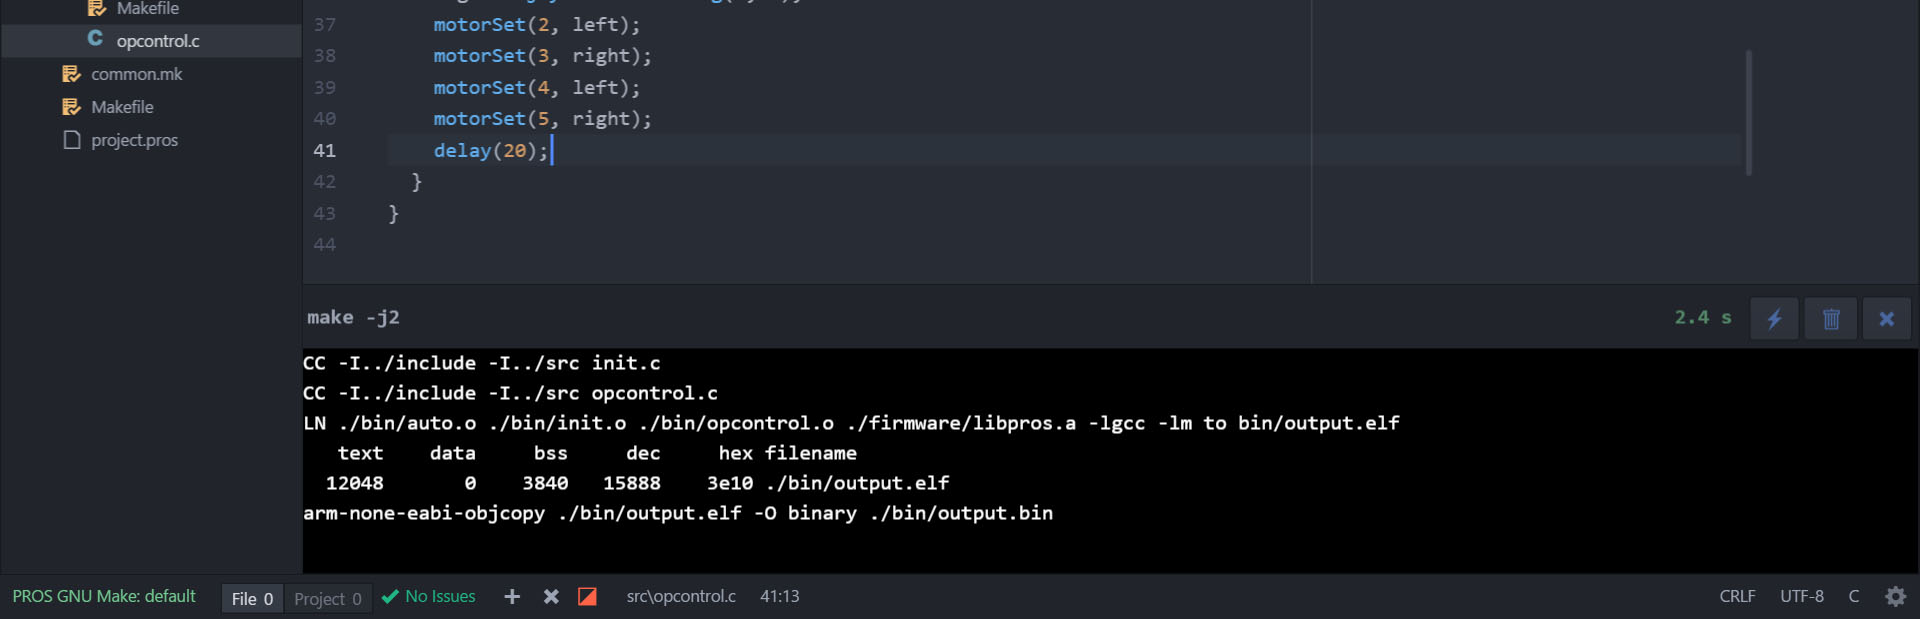 Makefile
opcontrol.c
common.mk
Makefile
project.pros
37 motorSet(2, left);
38 motorSet(3, right);
39 motorSet(4, left);
40 motorSet(5, right);
41 delay(20);
42 }
43 }
44
make -j2 2.4 s
CC -I../include -I../src init.c
CC -I../include -I../src opcontrol.c
LN ./bin/auto.o ./bin/init.o ./bin/opcontrol.o ./firmware/libpros.a -lgcc -lm to bin/output.elf
text data bss dec hex filename
12048 0 3840 15888 3e10 ./bin/output.elf
arm-none-eabi-objcopy ./bin/output.elf -O binary ./bin/output.bin
PROS GNU Make: default File 0 Project 0 No Issues src\opcontrol.c 41:13 CRLF UTF-8 C